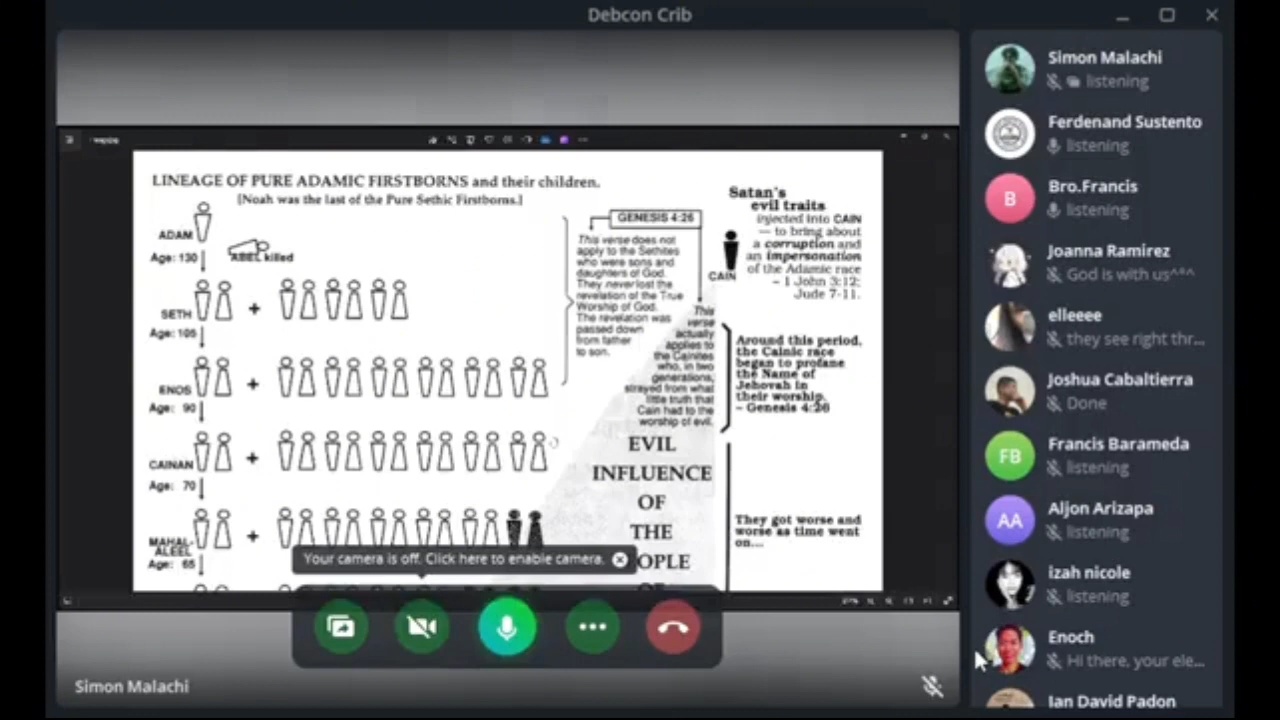 Debcon Crib
LINEAGE OF PURE ADAMIC FIRSTBORNS and their children.
[Noah was the last of the Pure Sethic Firstborns.]
ADAM
Age: 130
ABEL killed
SETH
+
Age: 105
ENOS
+
Age: 90
CAINAN
+
Age: 70
MAHAL-
ALEEL
+
Age: 65
GENESIS 4:26
This verse does not
apply to the Sethites
who were sons and
daughters of God.
They never lost the
revelation of the True
Worship of God.
The revelation was
passed down
from father
to son.
CAIN
Satan's
evil traits
injected into CAIN
— to bring about
a corruption and
an impersonation
of the Adamic race
– 1 John 3:12;
Jude 7-11.
This
verse
actually
applies to
the Cainites
who, in two
generations,
strayed from what
little truth that
Cain had to the
worship of evil.
Around this period,
the Cainic race
began to profane
the Name of
Jehovah in
their worship.
– Genesis 4:26
EVIL
INFLUENCE
OF
THE
OPLE
They got worse and
worse as time went
on...
Your camera is off. Click here to enable camera.
Simon Malachi
Simon Malachi
listening
Ferdenand Sustento
listening
B
Bro.Francis
listening
Joanna Ramirez
God is with us^*^
elleeee
they see right thr...
Joshua Cabaltierra
Done
FB
Francis Barameda
listening
AA
Aljon Arizapa
listening
izah nicole
listening
Enoch
Hi there, your ele...
Ian David Padon